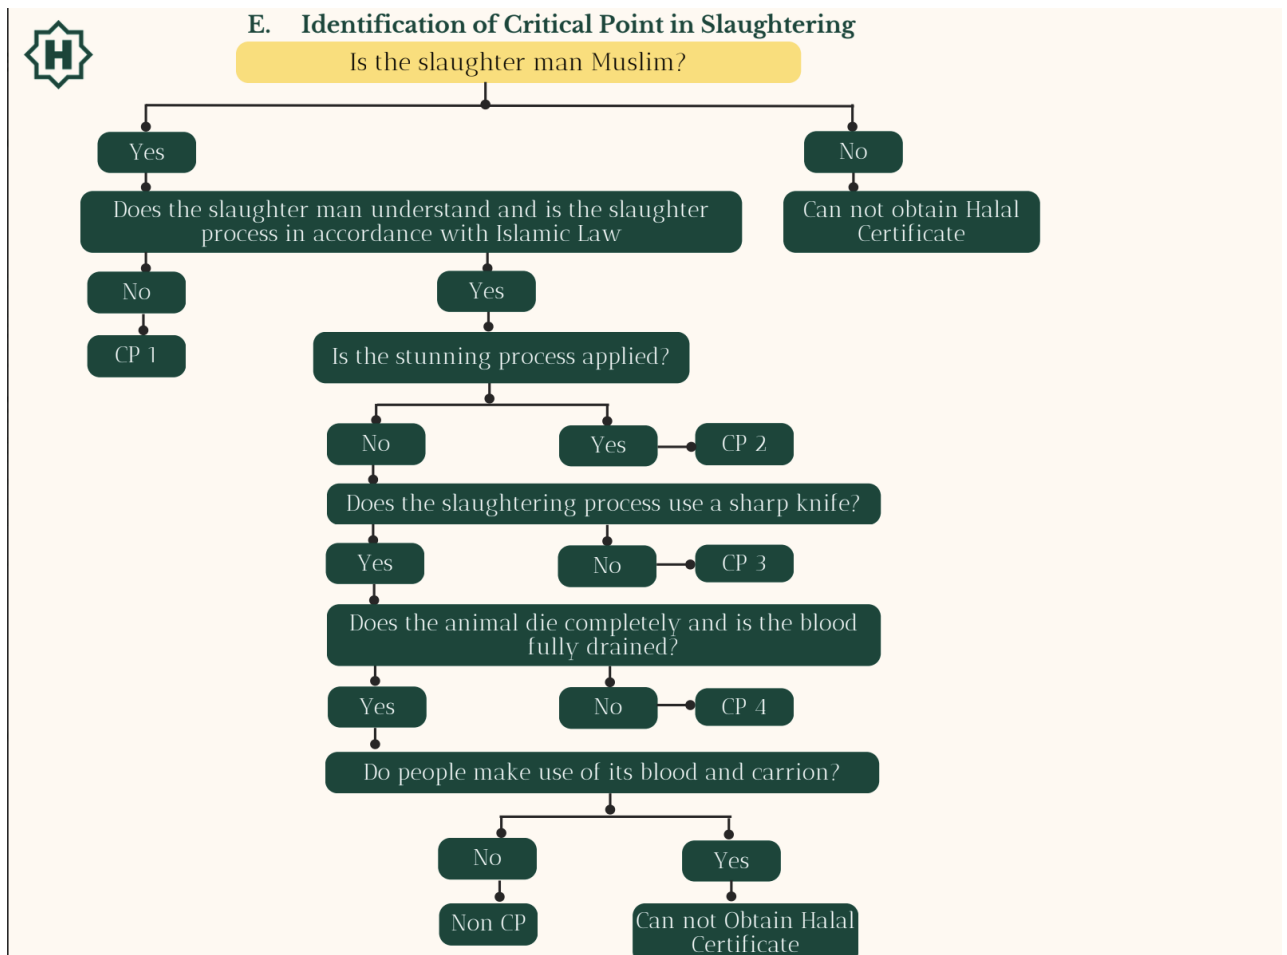 H
E. Identification of Critical Point in Slaughtering
Is the slaughter man Muslim?
Yes
No
Does the slaughter man understand and is the slaughter
process in accordance with Islamic Law
Can not obtain Halal
Certificate
No
Yes
CP 1
Is the stunning process applied?
No
Yes
CP 2
Does the slaughtering process use a sharp knife?
Yes
No
CP 3
Does the animal die completely and is the blood
fully drained?
Yes
No
CP 4
Do people make use of its blood and carrion?
No
Yes
Non CP
Can not Obtain Halal
Certificate